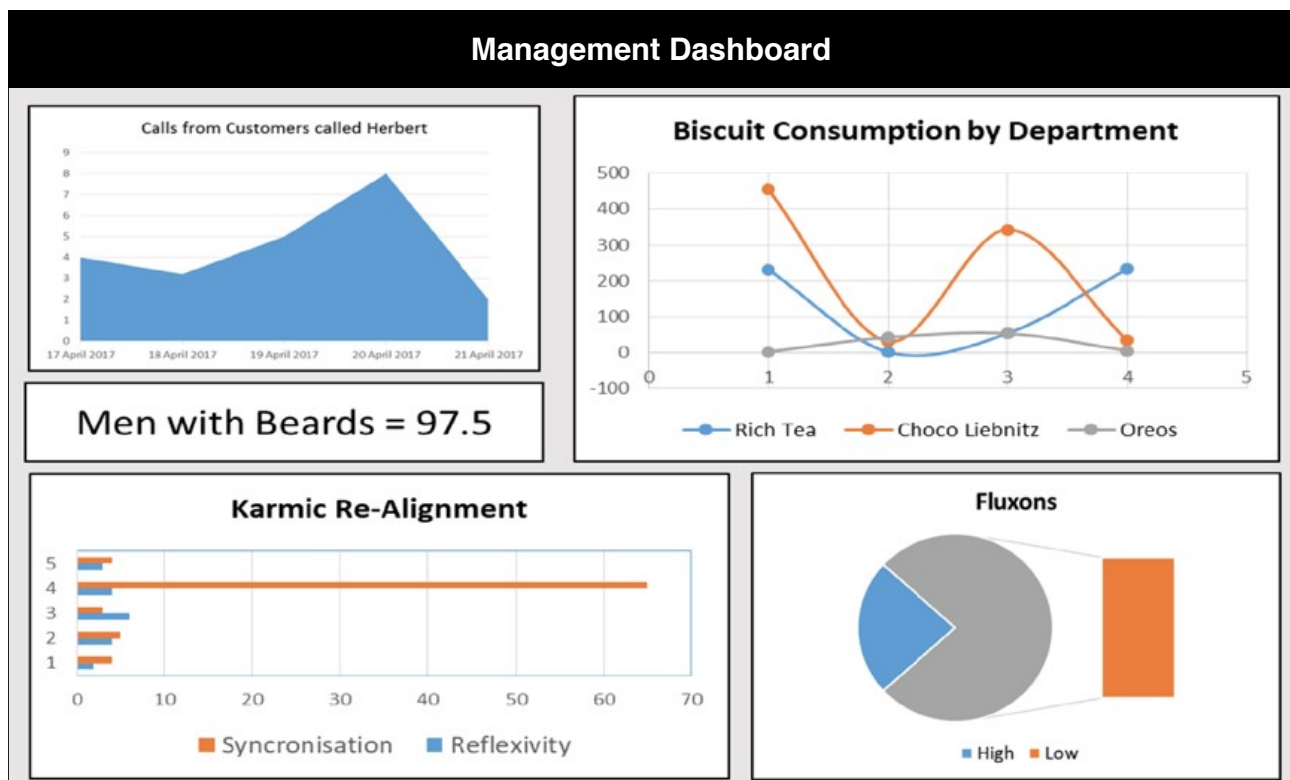 Management Dashboard
Calls from Customers called Herbert
9
8
7
6
5
4
3
2
1
0
17 April 2017 18 April 2017 19 April 2017 20 April 2017 21 April 2017
Biscuit Consumption by Department
500
400
300
200
100
0
-100
0 1 2 3 4 5
Rich Tea Choco Liebnitz Oreos
Men with Beards = 97.5
Karmic Re-Alignment
5
4
3
2
1
0 10 20 30 40 50 60 70
Syncronisation Reflexivity
Fluxons
High Low